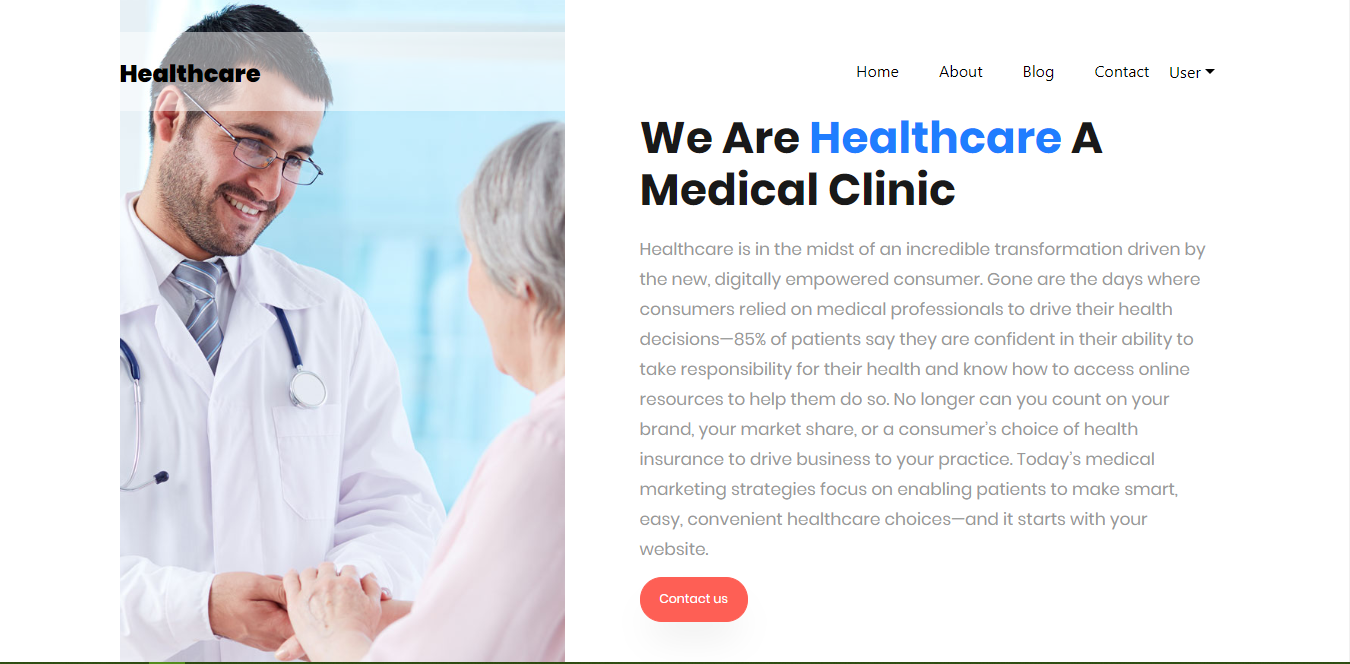 Healthcare
Home About Blog Contact User
We Are Healthcare A
Medical Clinic
Healthcare is in the midst of an incredible transformation driven by
the new, digitally empowered consumer. Gone are the days where
consumers relied on medical professionals to drive their health
decisions—85% of patients say they are confident in their ability to
take responsibility for their health and know how to access online
resources to help them do so. No longer can you count on your
brand, your market share, or a consumer's choice of health
insurance to drive business to your practice. Today's medical
marketing strategies focus on enabling patients to make smart,
easy, convenient healthcare choices—and it starts with your
website.
Contact us